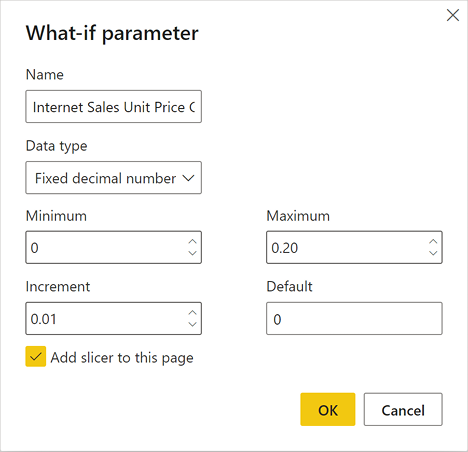 What-if parameter
Name
Internet Sales Unit Price C
Data type
Fixed decimal number
Minimum
Maximum
0
0.20
Increment
Default
0.01
0
Add slicer to this page
OK
Cancel